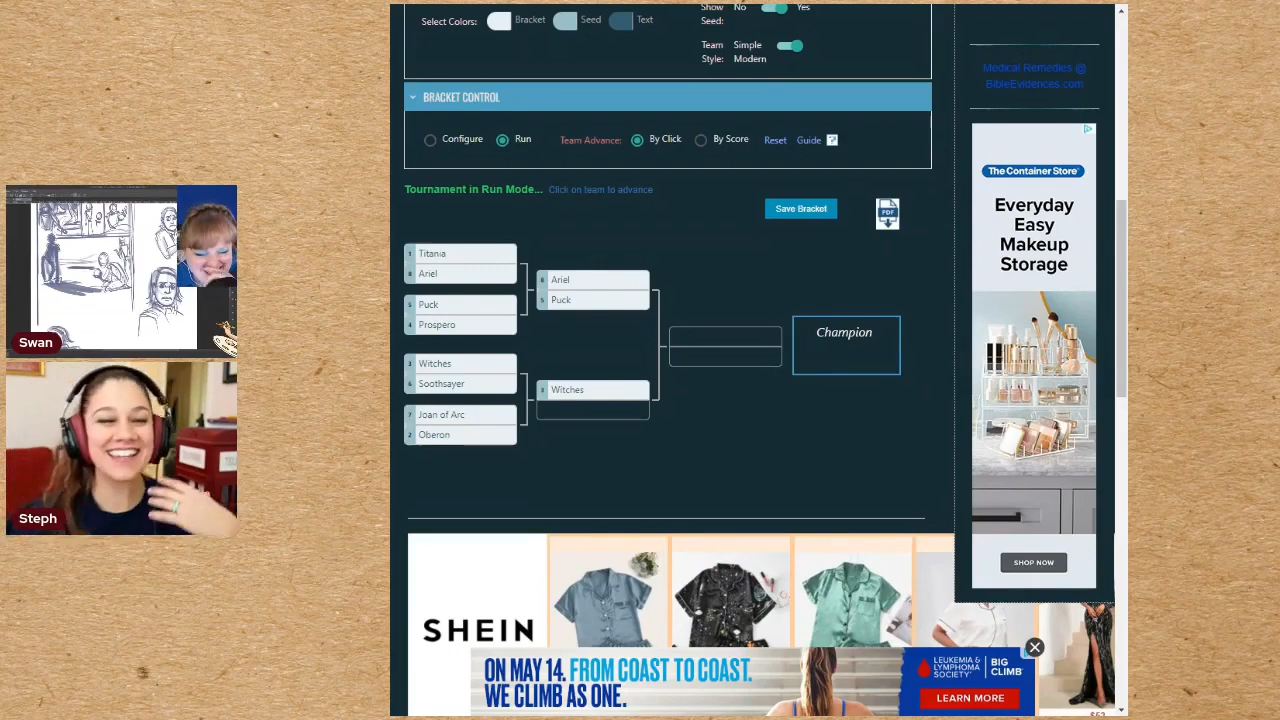 Select Colors: Bracket Seed Text
Show Seed: No Yes
Team Style: Simple Modern
BRACKET CONTROL
Configure Run Team Advance: By Click By Score Reset Guide
Tournament in Run Mode... Click on team to advance
Save Bracket
PDF
1 Titania
8 Ariel
5 Puck
4 Prospero
3 Witches
6 Soothsayer
7 Joan of Arc
2 Oberon
8 Ariel
5 Puck
3 Witches
Champion
Swan
Steph
Medical Remedies @
BibleEvidences.com
The Container Store
Everyday
Easy
Makeup
Storage
SHOP NOW
SHEIN
ON MAY 14. FROM COAST TO COAST.
WE CLIMB AS ONE.
LEUKEMIA &
LYMPHOMA
SOCIETY
BIG
CLIMB
LEARN MORE